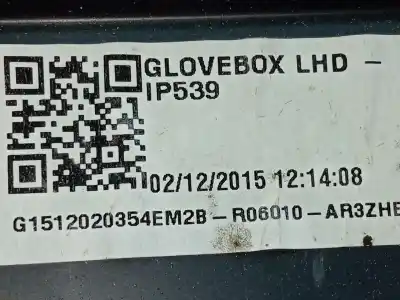 GLOVEBOX LHD -
IP539
02/12/2015 12:14:08
G1512020354EM2B-R06010-AR3ZHE